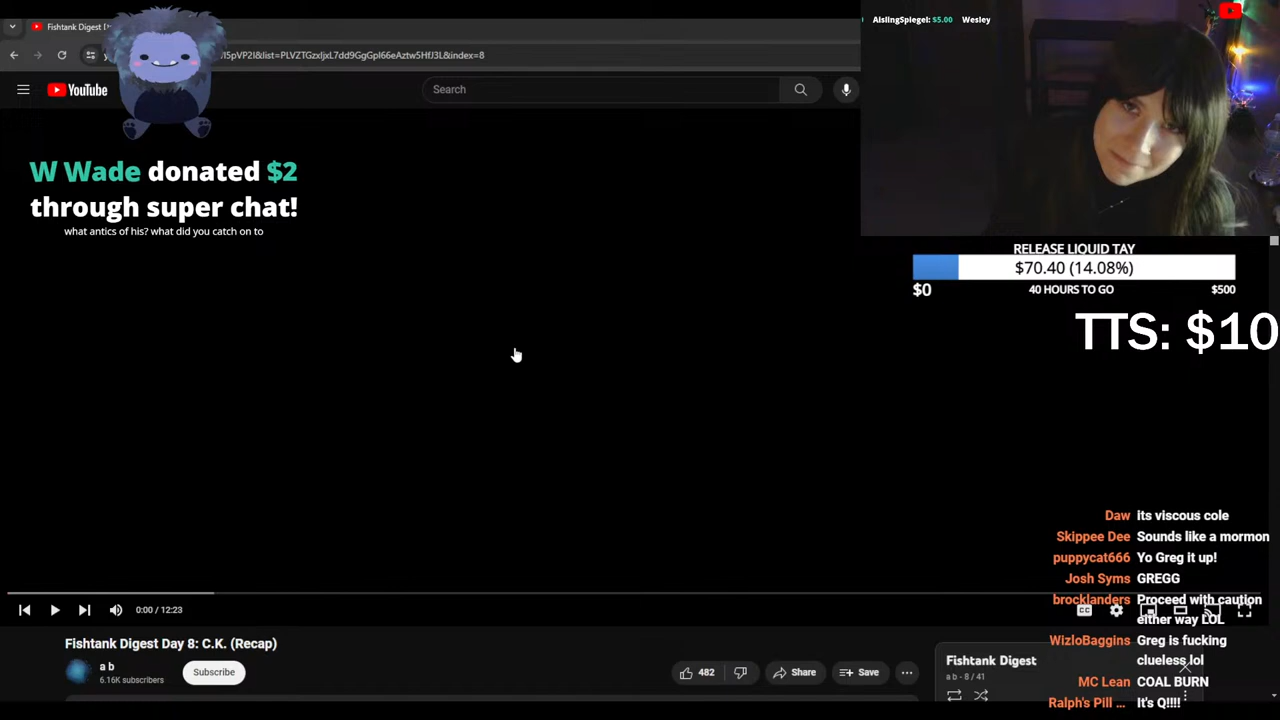 Fishtank Digest
l5pVP2I&list=PLVZTGzxIjxL7dd9GgGpl66eAztw5HfJ3L&index=8
YouTube
Search
AislingSpiegel: $5.00 Wesley
W Wade donated $2
through super chat!
what antics of his? what did you catch on to
RELEASE LIQUID TAY
$70.40 (14.08%)
$0 40 HOURS TO GO $500
TTS: $10
Daw its viscous cole
Skippee Dee Sounds like a mormon
puppycat666 Yo Greg it up!
Josh Syms GREGG
brocklanders Proceed with caution
either way LOL
WizloBaggins Greg is fucking
clueless lol
MC Lean COAL BURN
Ralph's Pill ... It's Q!!!!
0:00 / 12:23
Fishtank Digest Day 8: C.K. (Recap)
a b
6.16K subscribers
Subscribe
482
Share
Save
Fishtank Digest
a b - 8 / 41